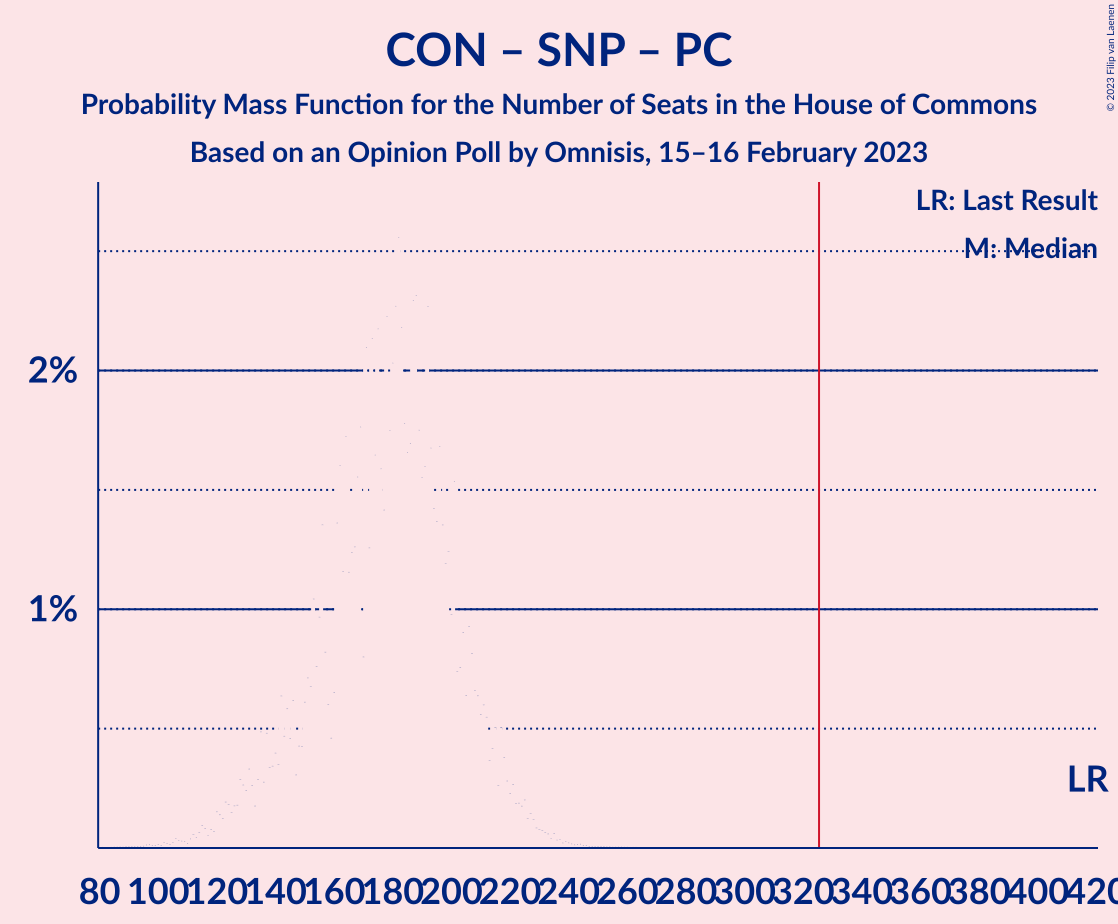 CON – SNP – PC
Probability Mass Function for the Number of Seats in the House of Commons
Based on an Opinion Poll by Omnisis, 15–16 February 2023
© 2023 Filip van Laenen
LR: Last Result
M: Median
2%
1%
LR
80 100 120 140 160 180 200 220 240 260 280 300 320 340 360 380 400 420